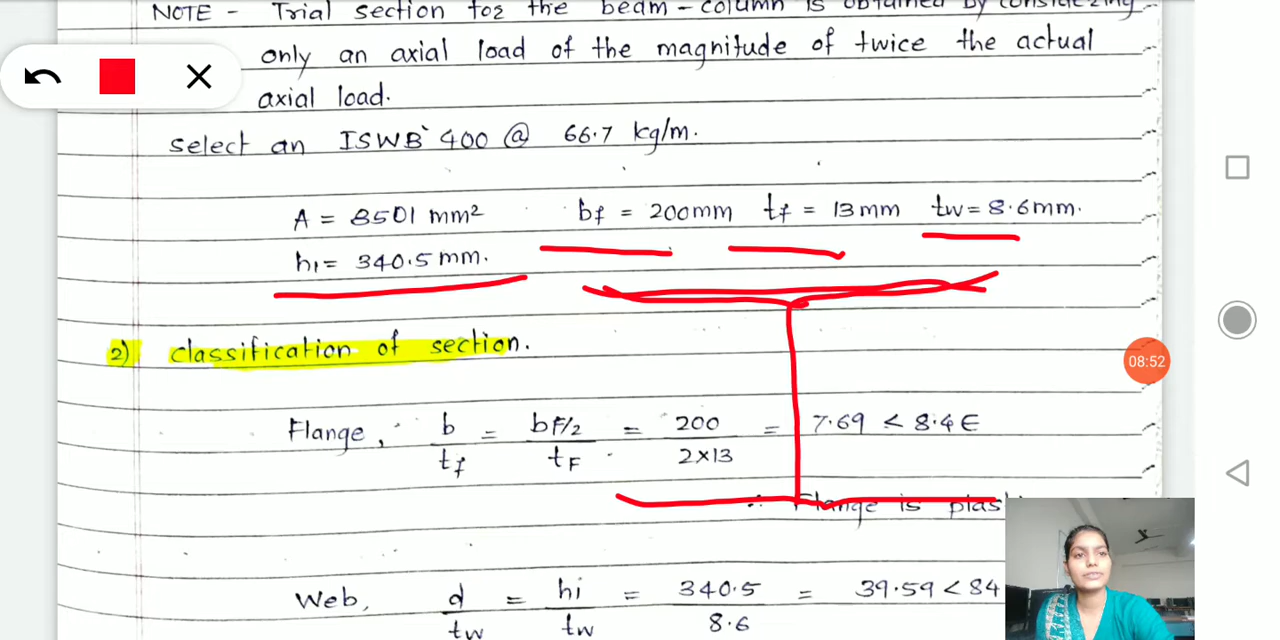 NOTE - Trial section for the beam-column is obtained by considering
only an axial load of the magnitude of twice the actual
axial load.
select an ISWB 400 @ 66.7 kg/m.
A = 8501 mm² bf = 200mm tf = 13mm tw = 8.6mm.
h1 = 340.5 mm.
2) classification of section.
Flange, b/tf = bF/2 / tF = 200 / 2×13 = 7.69 < 8.4 ∈
08:52
∴ Flange is
Web, d/tw = hi/tw = 340.5/8.6 = 39.59 < 84